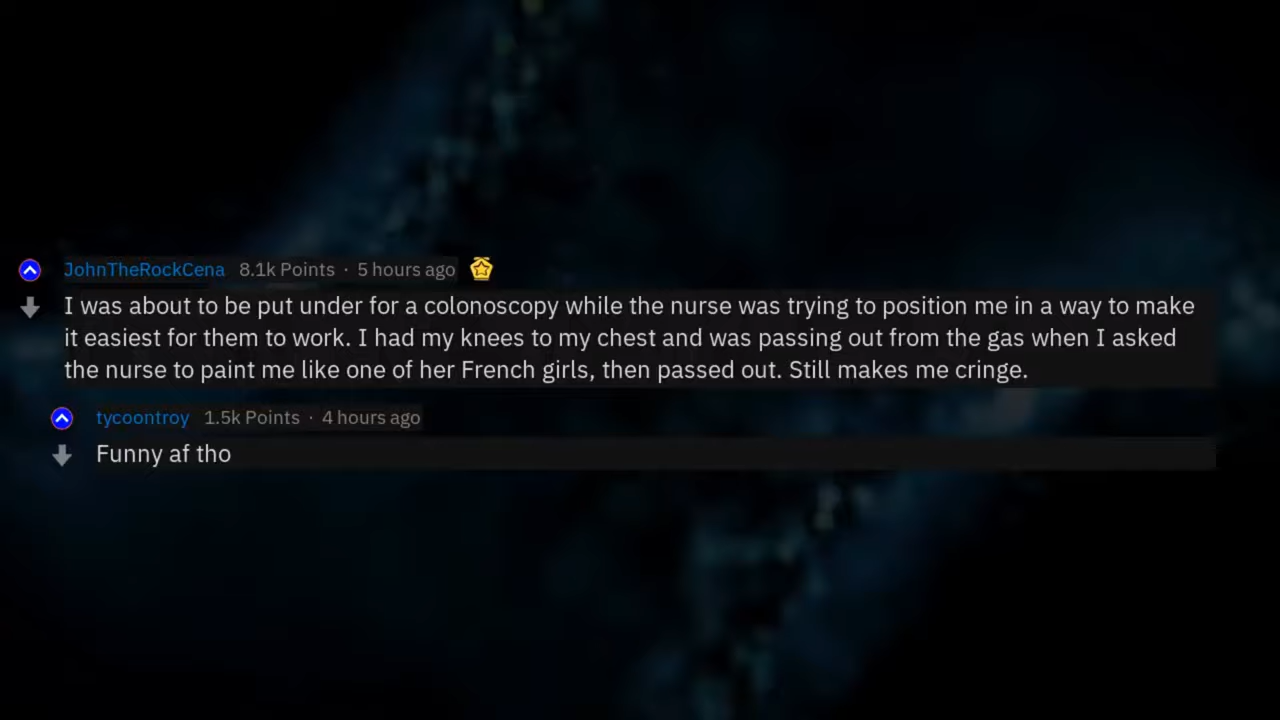 JohnTheRockCena 8.1k Points · 5 hours ago
I was about to be put under for a colonoscopy while the nurse was trying to position me in a way to make
it easiest for them to work. I had my knees to my chest and was passing out from the gas when I asked
the nurse to paint me like one of her French girls, then passed out. Still makes me cringe.
tycoontroy 1.5k Points · 4 hours ago
Funny af tho